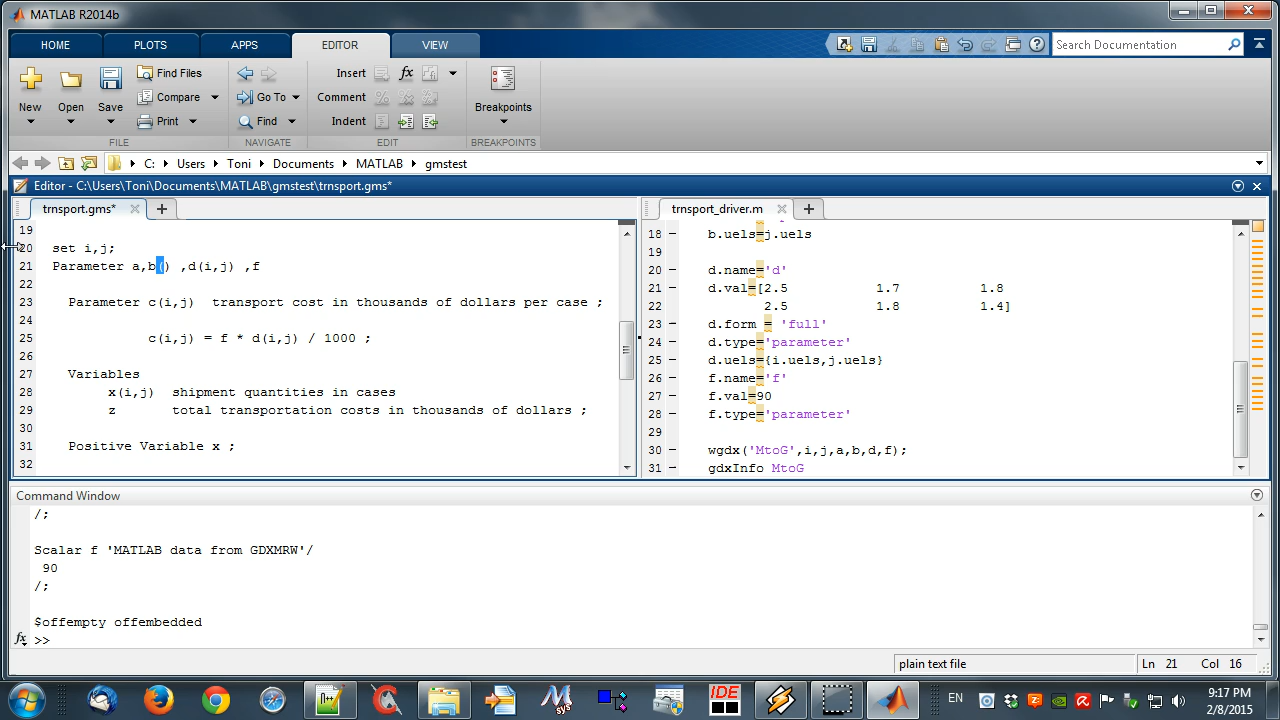 MATLAB R2014b
HOME PLOTS APPS EDITOR VIEW
Search Documentation
New Open Save Find Files Compare Print
Go To Find
Insert fx Comment Indent
Breakpoints
FILE NAVIGATE EDIT BREAKPOINTS
C: Users Toni Documents MATLAB gmstest
Editor - C:\Users\Toni\Documents\MATLAB\gmstest\trnsport.gms*
trnsport.gms*
19
20 set i,j;
21 Parameter a,b() ,d(i,j) ,f
22
23 Parameter c(i,j) transport cost in thousands of dollars per case ;
24
25 c(i,j) = f * d(i,j) / 1000 ;
26
27 Variables
28 x(i,j) shipment quantities in cases
29 z total transportation costs in thousands of dollars ;
30
31 Positive Variable x ;
32
trnsport_driver.m
18 b.uels=j.uels
19
20 d.name='d'
21 d.val=[2.5 1.7 1.8
22 2.5 1.8 1.4]
23 d.form = 'full'
24 d.type='parameter'
25 d.uels={i.uels,j.uels}
26 f.name='f'
27 f.val=90
28 f.type='parameter'
29
30 wgdx('MtoG',i,j,a,b,d,f);
31 gdxInfo MtoG
Command Window
/;
Scalar f 'MATLAB data from GDXMRW'/
90
/;
$offempty offembedded
fx >>
plain text file Ln 21 Col 16
IDE
EN
9:17 PM
2/8/2015